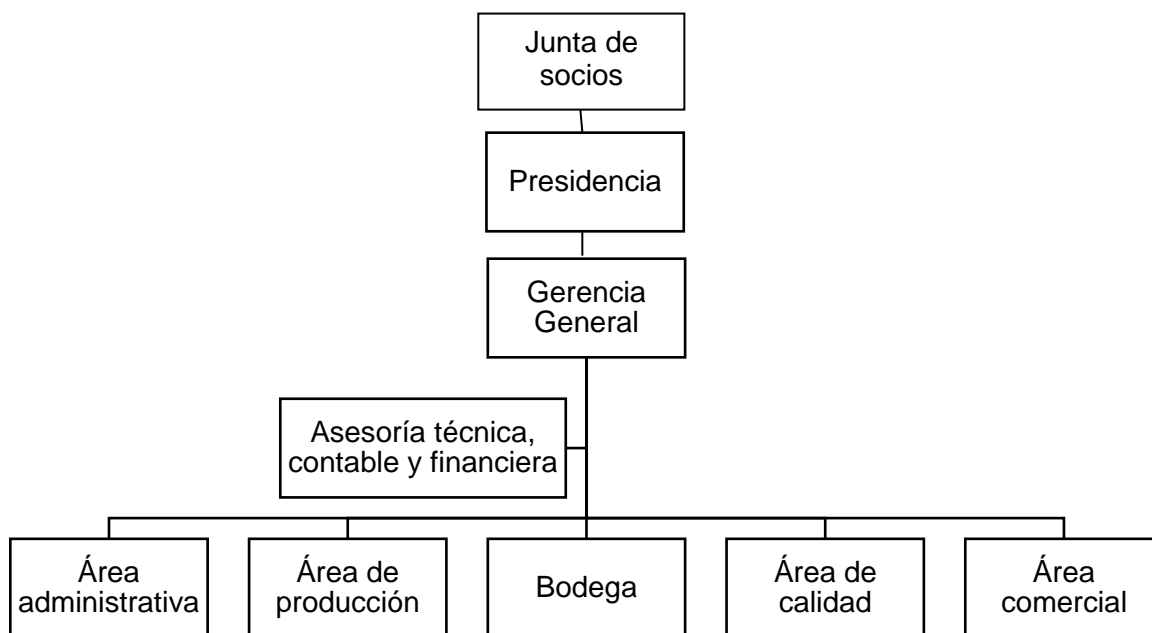 Junta de
socios
Presidencia
Gerencia
General
Asesoría técnica,
contable y financiera
Área
administrativa
Área de
producción
Bodega
Área de
calidad
Área
comercial